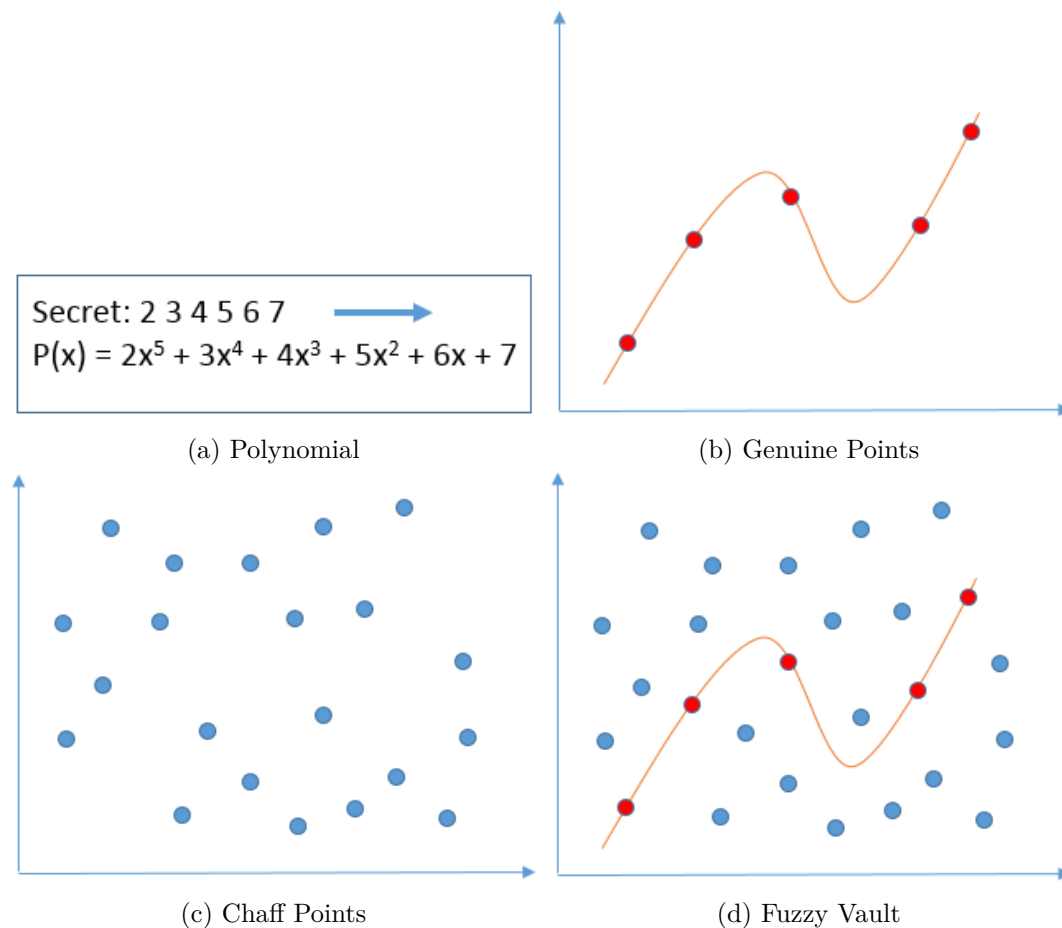 Secret: 2 3 4 5 6 7
P(x) = 2x⁵ + 3x⁴ + 4x³ + 5x² + 6x + 7
(a) Polynomial
(b) Genuine Points
(c) Chaff Points
(d) Fuzzy Vault